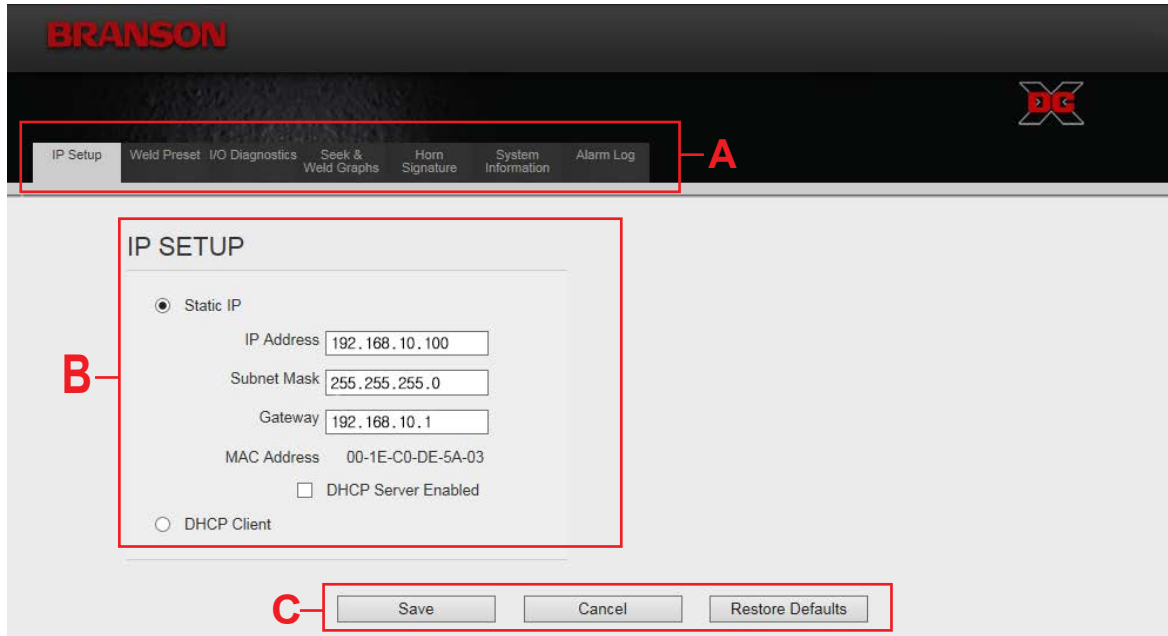 BRANSON
DG
IP Setup Weld Preset I/O Diagnostics Seek & Weld Graphs Horn Signature System Information Alarm Log
A
IP SETUP
Static IP
IP Address 192.168.10.100
B
Subnet Mask 255.255.255.0
Gateway 192.168.10.1
MAC Address 00-1E-C0-DE-5A-03
DHCP Server Enabled
DHCP Client
C
Save Cancel Restore Defaults